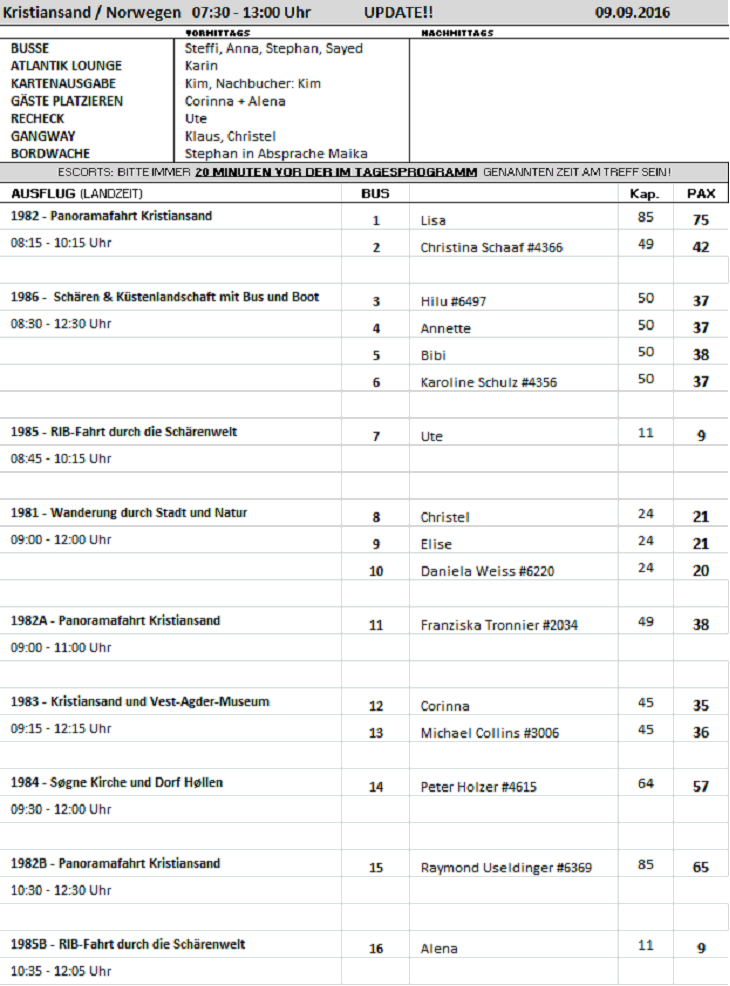 Kristiansand / Norwegen 07:30 - 13:00 Uhr UPDATE!! 09.09.2016
VORMITTAGS NACHMITTAGS
BUSSE Steffi, Anna, Stephan, Sayed
ATLANTIK LOUNGE Karin
KARTENAUSGABE Kim, Nachbucher: Kim
GÄSTE PLATZIEREN Corinna + Alena
RECHECK Ute
GANGWAY Klaus, Christel
BORDWACHE Stephan in Absprache Maika
ESCORTS: BITTE IMMER 20 MINUTEN VOR DER IM TAGESPROGRAMM GENANNTEN ZEIT AM TREFF SEIN!
AUSFLUG (LANDZEIT) BUS Kap. PAX
1982 - Panoramafahrt Kristiansand 1 Lisa 85 75
08:15 - 10:15 Uhr 2 Christina Schaaf #4366 49 42
1986 - Schären & Küstenlandschaft mit Bus und Boot 3 Hilu #6497 50 37
08:30 - 12:30 Uhr 4 Annette 50 37
5 Bibi 50 38
6 Karoline Schulz #4356 50 37
1985 - RIB-Fahrt durch die Schärenwelt 7 Ute 11 9
08:45 - 10:15 Uhr
1981 - Wanderung durch Stadt und Natur 8 Christel 24 21
09:00 - 12:00 Uhr 9 Elise 24 21
10 Daniela Weiss #6220 24 20
1982A - Panoramafahrt Kristiansand 11 Franziska Tronnier #2034 49 38
09:00 - 11:00 Uhr
1983 - Kristiansand und Vest-Agder-Museum 12 Corinna 45 35
09:15 - 12:15 Uhr 13 Michael Collins #3006 45 36
1984 - Søgne Kirche und Dorf Høllen 14 Peter Holzer #4615 64 57
09:30 - 12:00 Uhr
1982B - Panoramafahrt Kristiansand 15 Raymond Useldinger #6369 85 65
10:30 - 12:30 Uhr
1985B - RIB-Fahrt durch die Schärenwelt 16 Alena 11 9
10:35 - 12:05 Uhr